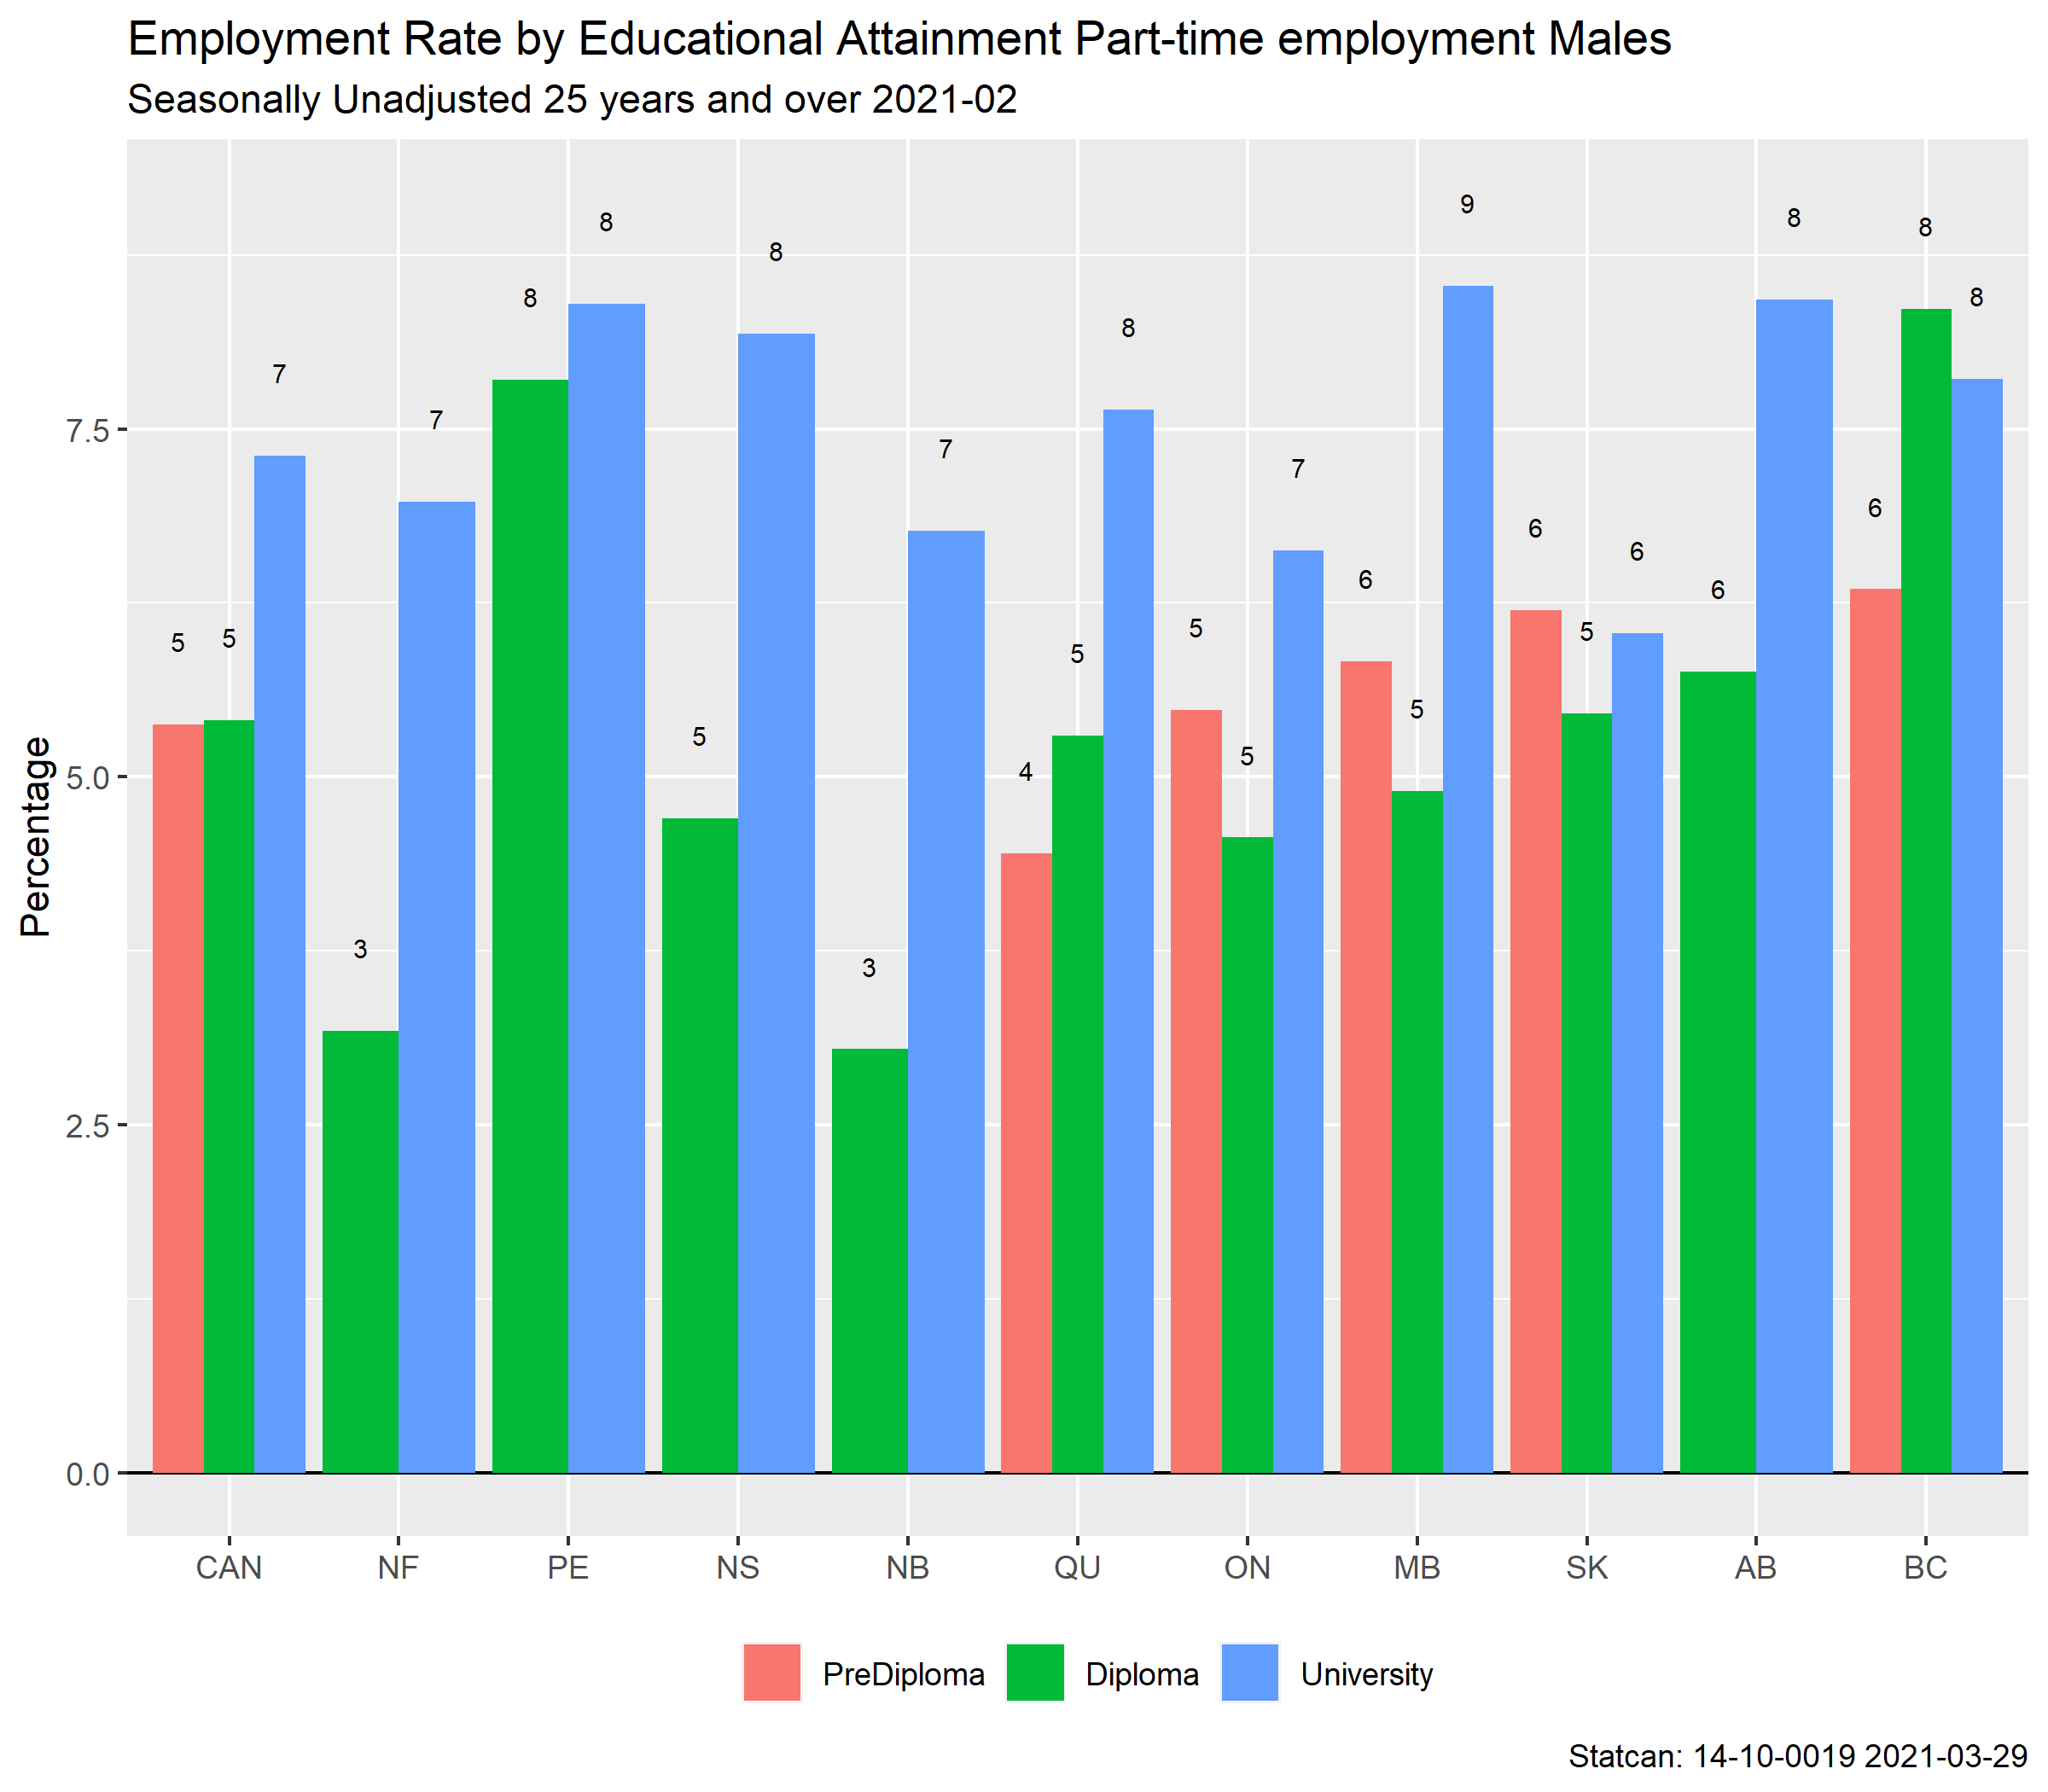 Employment Rate by Educational Attainment Part-time employment Males
Seasonally Unadjusted 25 years and over 2021-02
Percentage
7.5
5.0
2.5
0.0
5 5 7
3 7
8 8
5 8
3 7
4 5 8
5 5 7
6 5 9
6 5 6
6 8
6 8 8
CAN NF PE NS NB QU ON MB SK AB BC
PreDiploma Diploma University
Statcan: 14-10-0019 2021-03-29